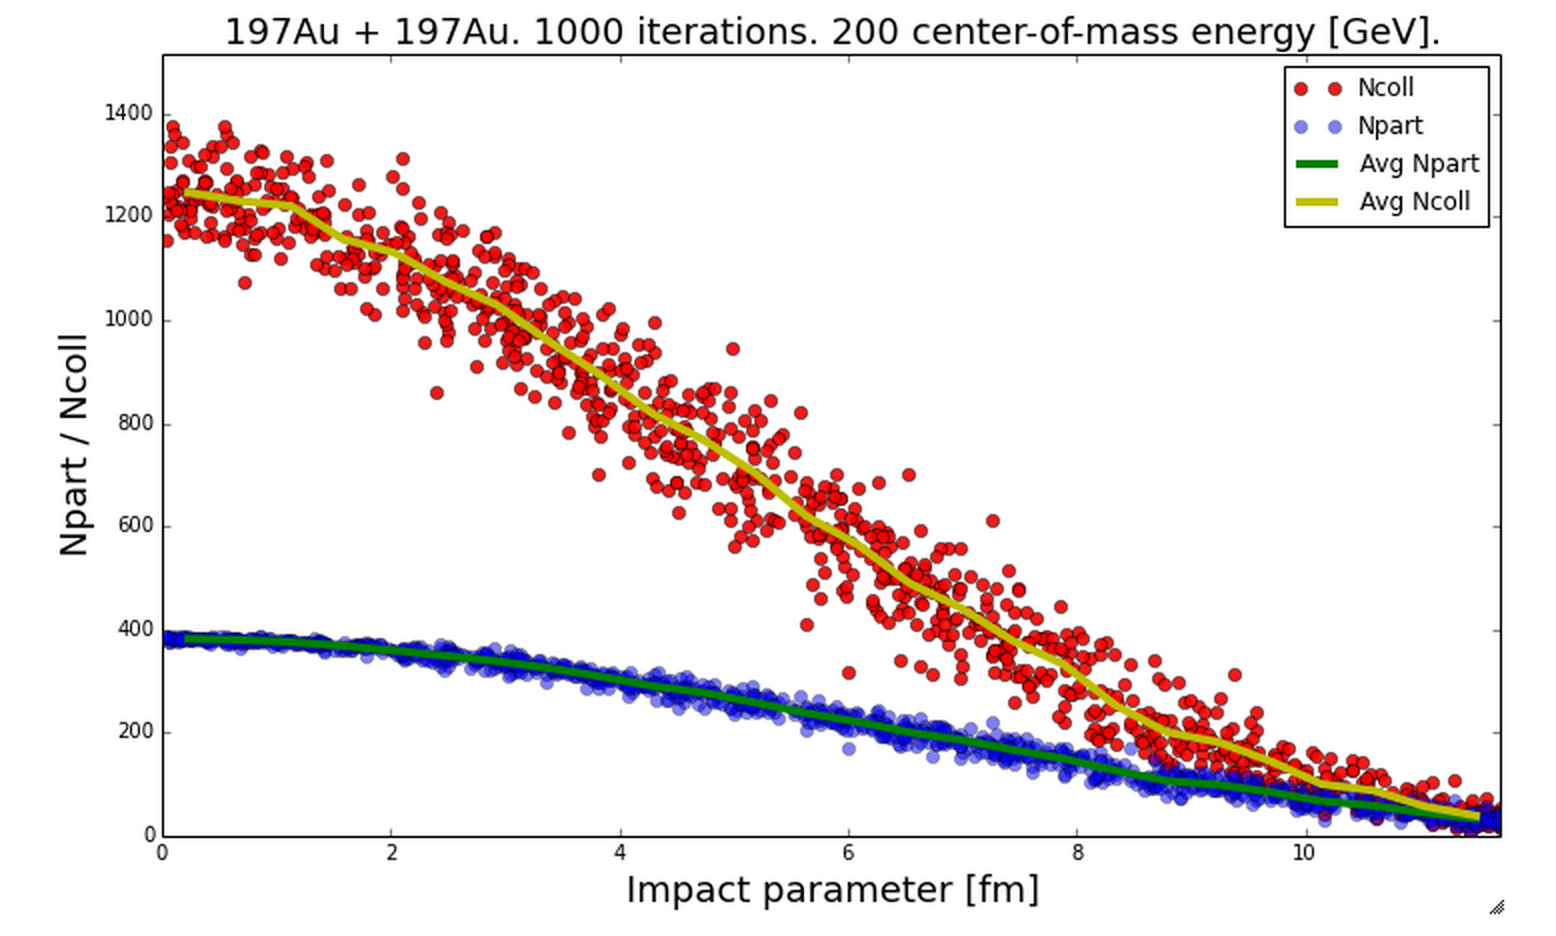 197Au + 197Au. 1000 iterations. 200 center-of-mass energy [GeV].
Ncoll
Npart
Avg Npart
Avg Ncoll
Npart / Ncoll
1400
1200
1000
800
600
400
200
0
0 2 4 6 8 10
Impact parameter [fm]